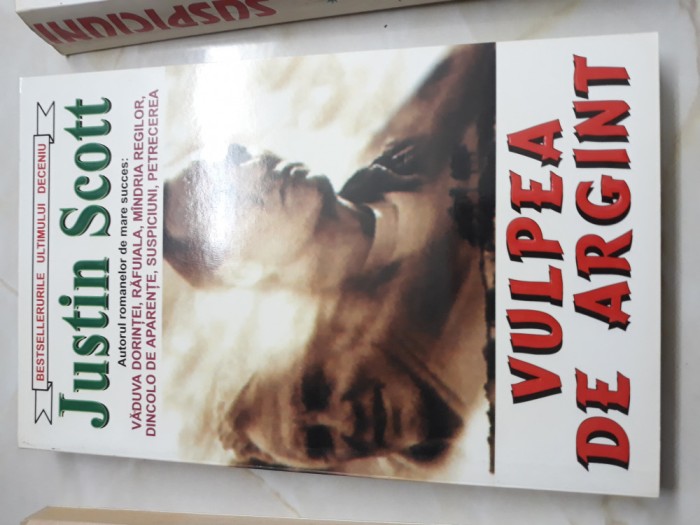 SUSPICIUNI
BESTSELLERURILE ULTIMULUI DECENIU
Justin Scott
Autorul romanelor de mare succes:
VĂDUVA DORINȚEI, RĂFUIALA, MÎNDRIA REGILOR,
DINCOLO DE APARENȚE, SUSPICIUNI, PETRECEREA
VULPEA
DE ARGINT